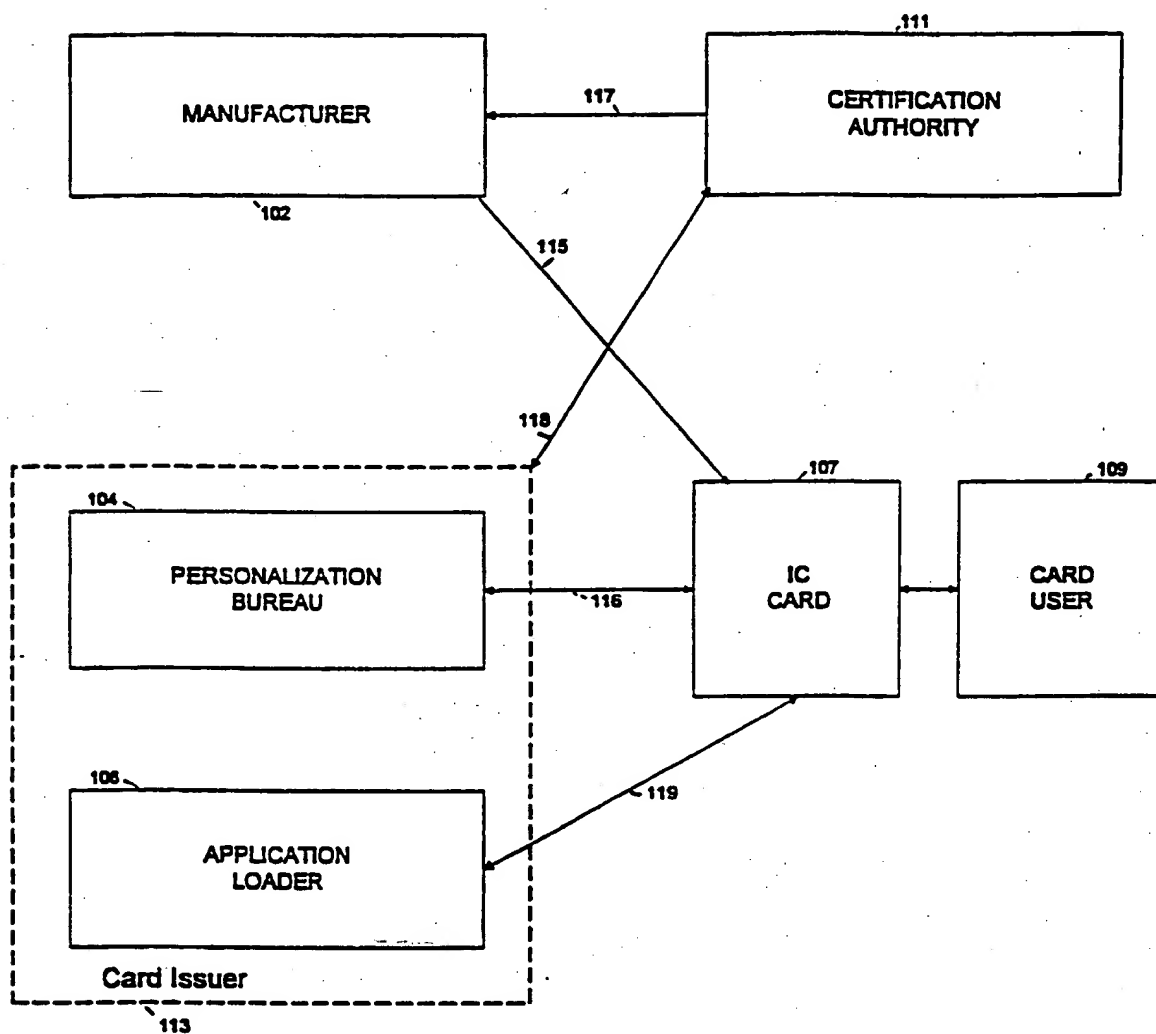 111
MANUFACTURER
117
CERTIFICATION
AUTHORITY
102
115
118
107
109
104
PERSONALIZATION
BUREAU
116
IC
CARD
CARD
USER
106
119
APPLICATION
LOADER
Card Issuer
113